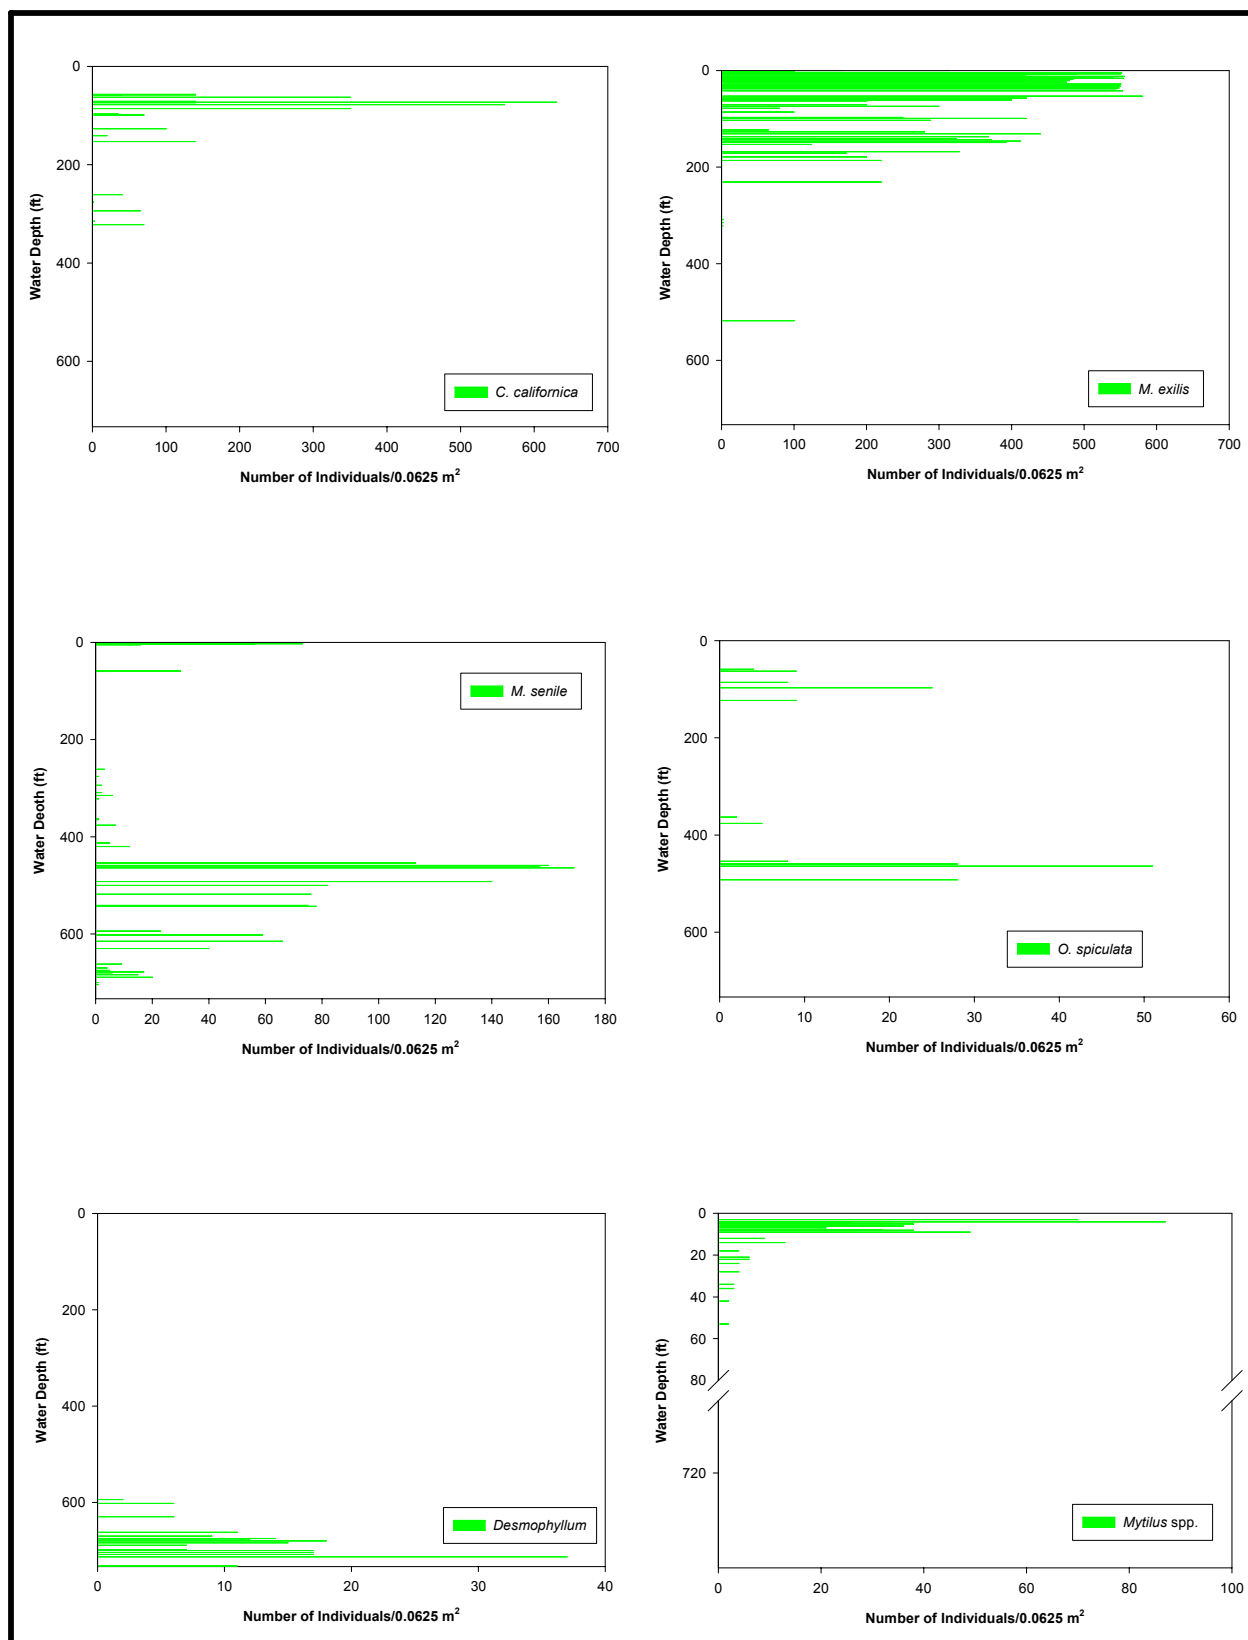 0
200
400
600
Water Depth (ft)
C. californica
0 100 200 300 400 500 600 700
Number of Individuals/0.0625 m²
0
200
400
600
Water Depth (ft)
M. exilis
0 100 200 300 400 500 600 700
Number of Individuals/0.0625 m²
0
200
400
600
Water Deoth (ft)
M. senile
0 20 40 60 80 100 120 140 160 180
Number of Individuals/0.0625 m²
0
200
400
600
Water Depth (ft)
O. spiculata
0 10 20 30 40 50 60
Number of Individuals/0.0625 m²
0
200
400
600
Water Depth (ft)
Desmophyllum
0 10 20 30 40
Number of Individuals/0.0625 m²
0
20
40
60
80
720
Water Depth (ft)
Mytilus spp.
0 20 40 60 80 100
Number of Individuals/0.0625 m²